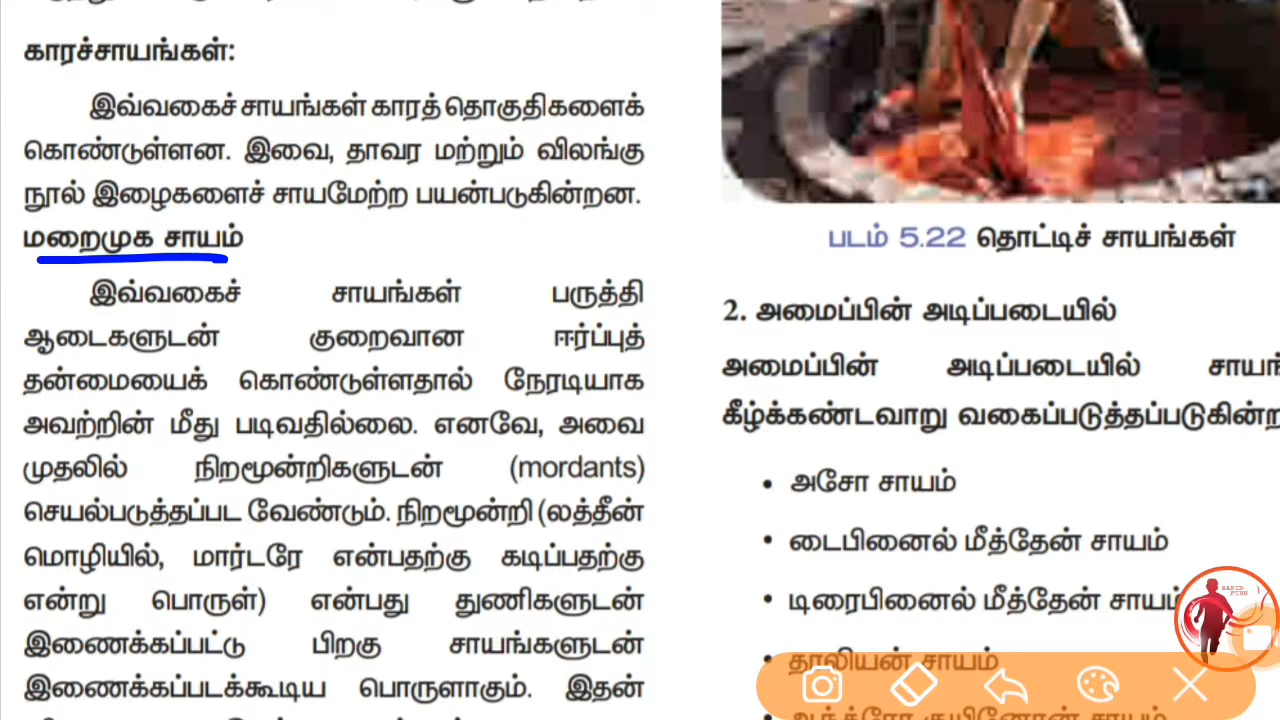 காரச்சாயங்கள்:
இவ்வகைச் சாயங்கள் காரத் தொகுதிகளைக்
கொண்டுள்ளன. இவை, தாவர மற்றும் விலங்கு
நூல் இழைகளைச் சாயமேற்ற பயன்படுகின்றன.
மறைமுக சாயம்
இவ்வகைச் சாயங்கள் பருத்தி
ஆடைகளுடன் குறைவான ஈர்ப்புத்
தன்மையைக் கொண்டுள்ளதால் நேரடியாக
அவற்றின் மீது படிவதில்லை. எனவே, அவை
முதலில் நிறமூன்றிகளுடன் (mordants)
செயல்படுத்தப்பட வேண்டும். நிறமூன்றி (லத்தீன்
மொழியில், மார்டரே என்பதற்கு கடிப்பதற்கு
என்று பொருள்) என்பது துணிகளுடன்
இணைக்கப்பட்டு பிறகு சாயங்களுடன்
இணைக்கப்படக்கூடிய பொருளாகும். இதன்
படம் 5.22 தொட்டிச் சாயங்கள்
2. அமைப்பின் அடிப்படையில்
அமைப்பின் அடிப்படையில் சாயங்
கீழ்க்கண்டவாறு வகைப்படுத்தப்படுகின்ற
• அசோ சாயம்
• டைபினைல் மீத்தேன் சாயம்
• டிரைபினைல் மீத்தேன் சாயம்
• தாலியன் சாயம்
RAPID